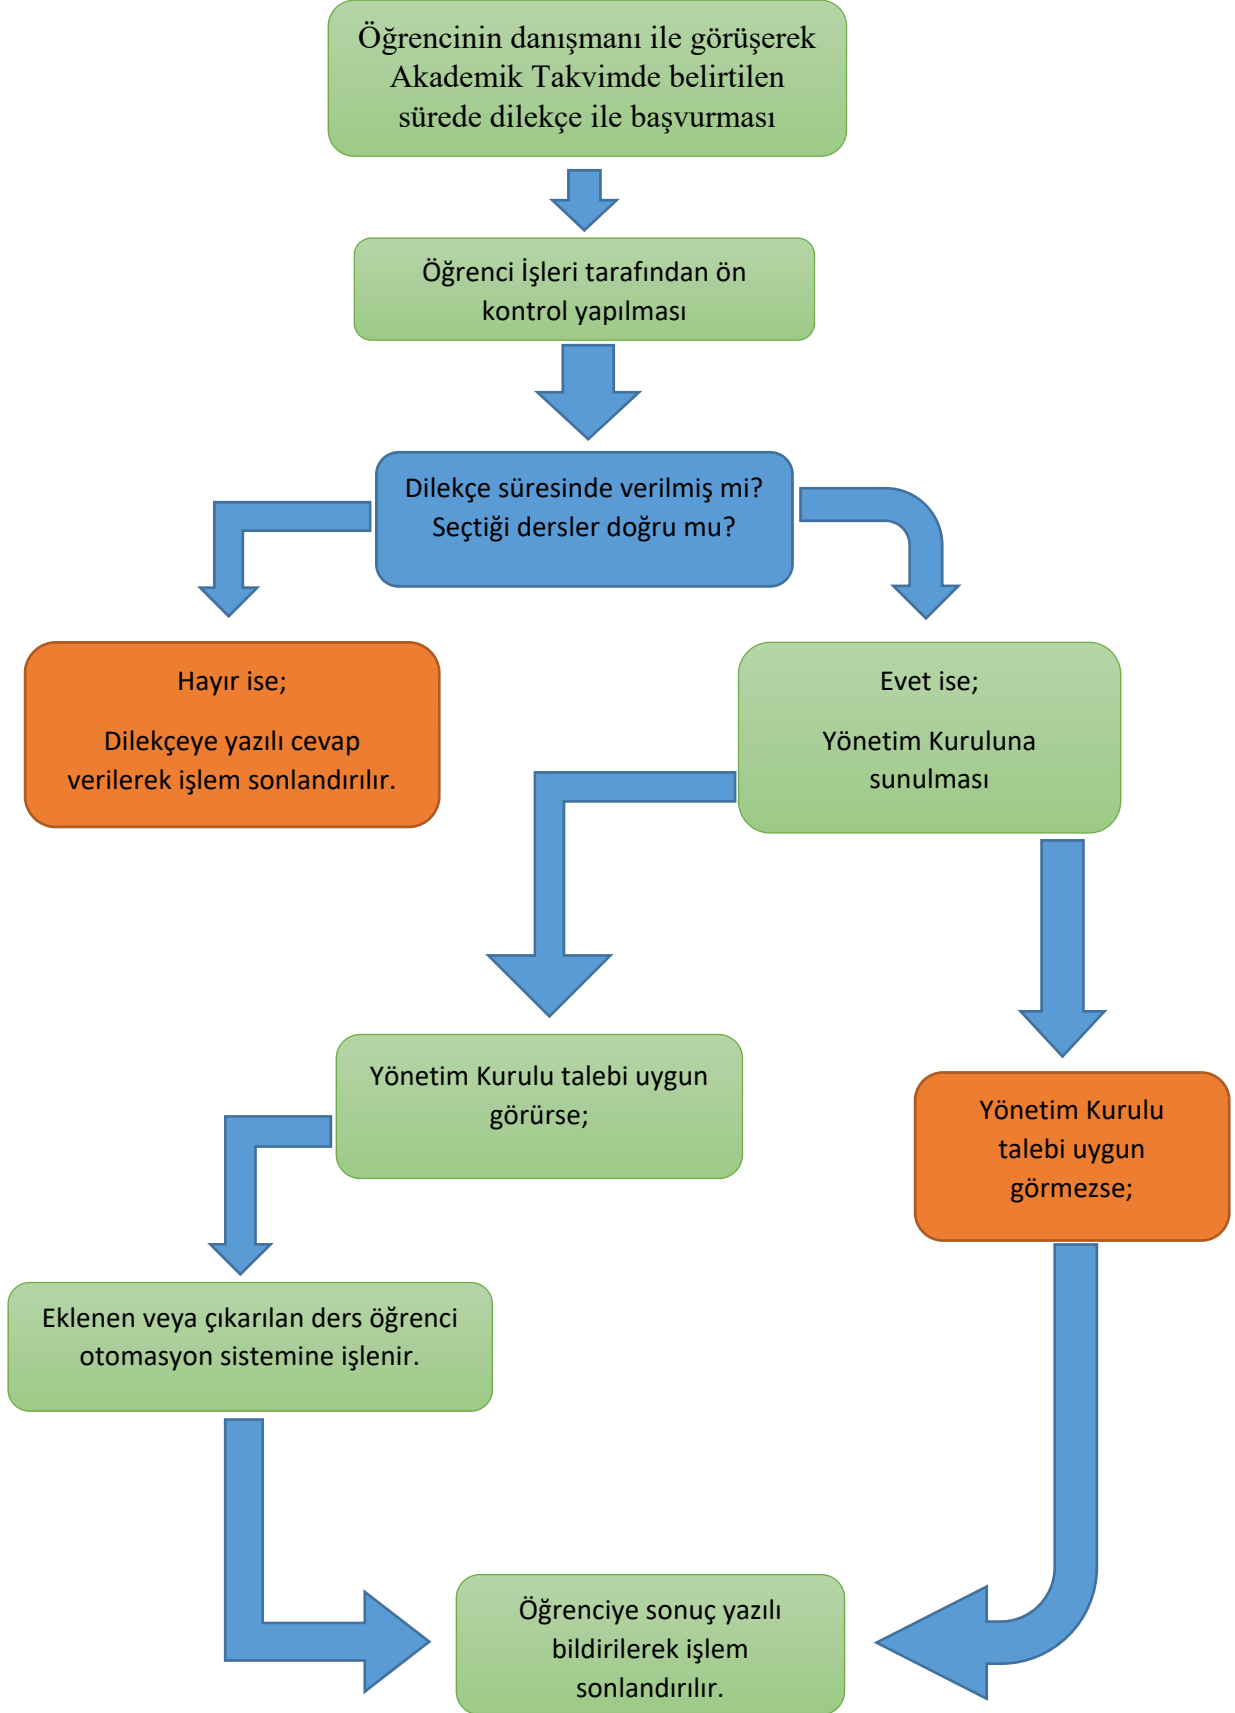 Öğrencinin danışmanı ile görüşerek
Akademik Takvimde belirtilen
sürede dilekçe ile başvurması
Öğrenci İşleri tarafından ön
kontrol yapılması
Dilekçe süresinde verilmiş mi?
Seçtiği dersler doğru mu?
Hayır ise;
Dilekçeye yazılı cevap
verilerek işlem sonlandırılır.
Evet ise;
Yönetim Kuruluna
sunulması
Yönetim Kurulu talebi uygun
görürse;
Yönetim Kurulu
talebi uygun
görmezse;
Eklenen veya çıkarılan ders öğrenci
otomasyon sistemine işlenir.
Öğrenciye sonuç yazılı
bildirilerek işlem
sonlandırılır.